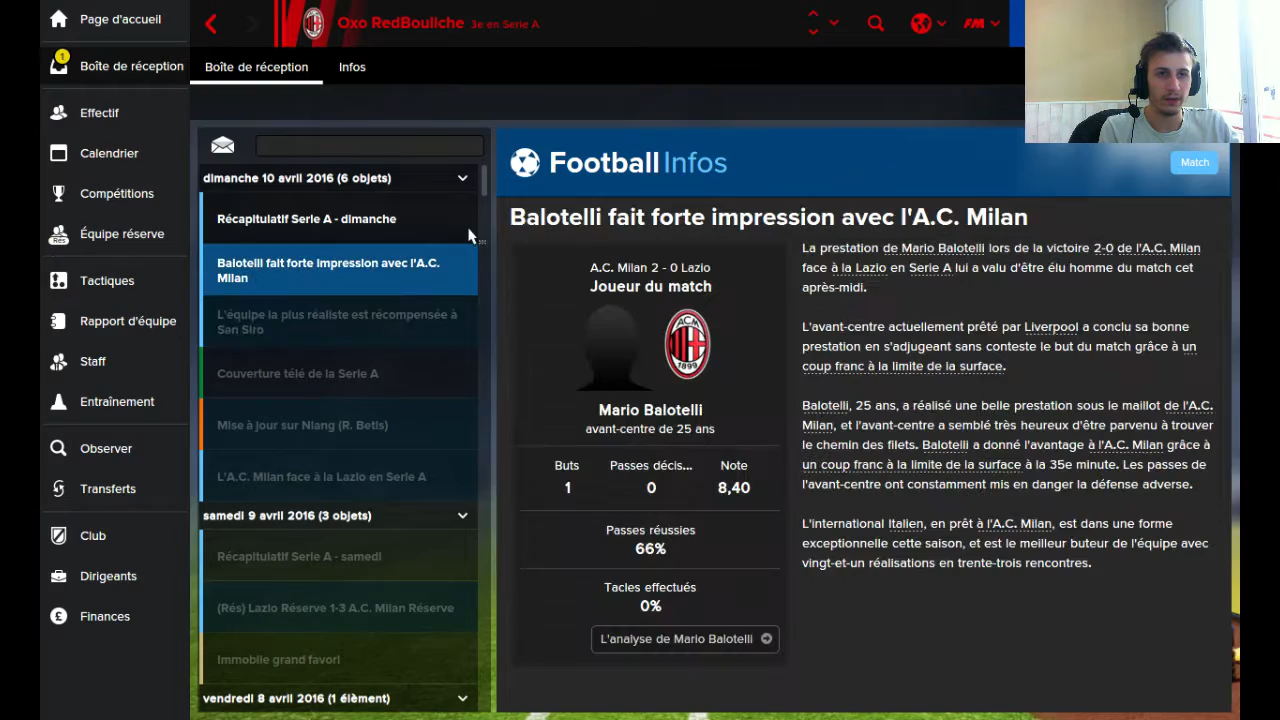 Page d'accueil
1
Boîte de réception
Effectif
Calendrier
Compétitions
Rés
Équipe réserve
Tactiques
Rapport d'équipe
Staff
Entraînement
Observer
Transferts
Club
Dirigeants
£
Finances
Oxo RedBouliche 3e en Serie A
FM
Boîte de réception
Infos
dimanche 10 avril 2016 (6 objets)
Récapitulatif Serie A - dimanche
Balotelli fait forte impression avec l'A.C.
Milan
L'équipe la plus réaliste est récompensée à
San Siro
Couverture télé de la Serie A
Mise à jour sur Niang (R. Betis)
L'A.C. Milan face à la Lazio en Serie A
samedi 9 avril 2016 (3 objets)
Récapitulatif Serie A - samedi
(Rés) Lazio Réserve 1-3 A.C. Milan Réserve
Immobile grand favori
vendredi 8 avril 2016 (1 élément)
Football Infos
Match
Balotelli fait forte impression avec l'A.C. Milan
A.C. Milan 2 - 0 Lazio
Joueur du match
ACM
1899
Mario Balotelli
avant-centre de 25 ans
Buts Passes décis... Note
1 0 8,40
Passes réussies
66%
Tacles effectués
0%
L'analyse de Mario Balotelli
La prestation de Mario Balotelli lors de la victoire 2-0 de l'A.C. Milan
face à la Lazio en Serie A lui a valu d'être élu homme du match cet
après-midi.
L'avant-centre actuellement prêté par Liverpool a conclu sa bonne
prestation en s'adjugeant sans conteste le but du match grâce à un
coup franc à la limite de la surface.
Balotelli, 25 ans, a réalisé une belle prestation sous le maillot de l'A.C.
Milan, et l'avant-centre a semblé très heureux d'être parvenu à trouver
le chemin des filets. Balotelli a donné l'avantage à l'A.C. Milan grâce à
un coup franc à la limite de la surface à la 35e minute. Les passes de
l'avant-centre ont constamment mis en danger la défense adverse.
L'international Italien, en prêt à l'A.C. Milan, est dans une forme
exceptionnelle cette saison, et est le meilleur buteur de l'équipe avec
vingt-et-un réalisations en trente-trois rencontres.